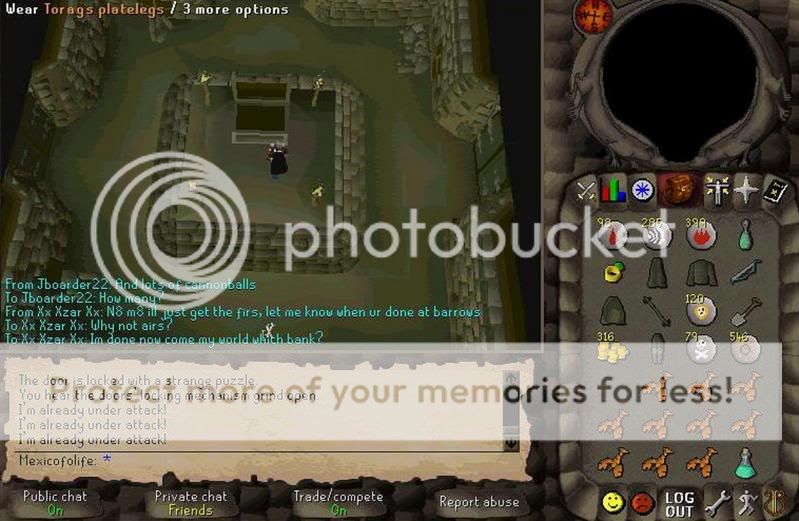 Wear Torags platelegs / 3 more options
photobucket
From Jboarder22: And lots of cannonballs
To Jboarder22: How many?
From Xx Xzar Xx: N8 m8 ill just get the firs, let me know when ur done at barrows
To Xx Xzar Xx: Why not airs?
To Xx Xzar Xx: Im done now come my world which bank?
98
399
120
316
79
546
The door is locked with a strange puzzle.
You hear the doors' locking mechanism grind open.
more of your memories for less!
I'm already under attack!
I'm already under attack!
I'm already under attack!
Mexicofolife: *
Public chat
On
Private chat
Friends
Trade/compete
On
Report abuse
LOG
OUT